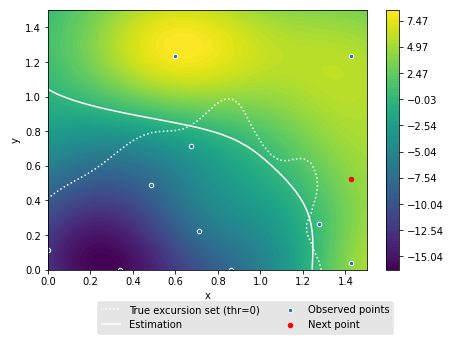 1.4
1.2
1.0
0.8
0.6
0.4
0.2
0.0
y
0.0 0.2 0.4 0.6 0.8 1.0 1.2 1.4
x
7.47
4.97
2.47
−0.03
−2.54
−5.04
−7.54
−10.04
−12.54
−15.04
True excursion set (thr=0)
Estimation
Observed points
Next point